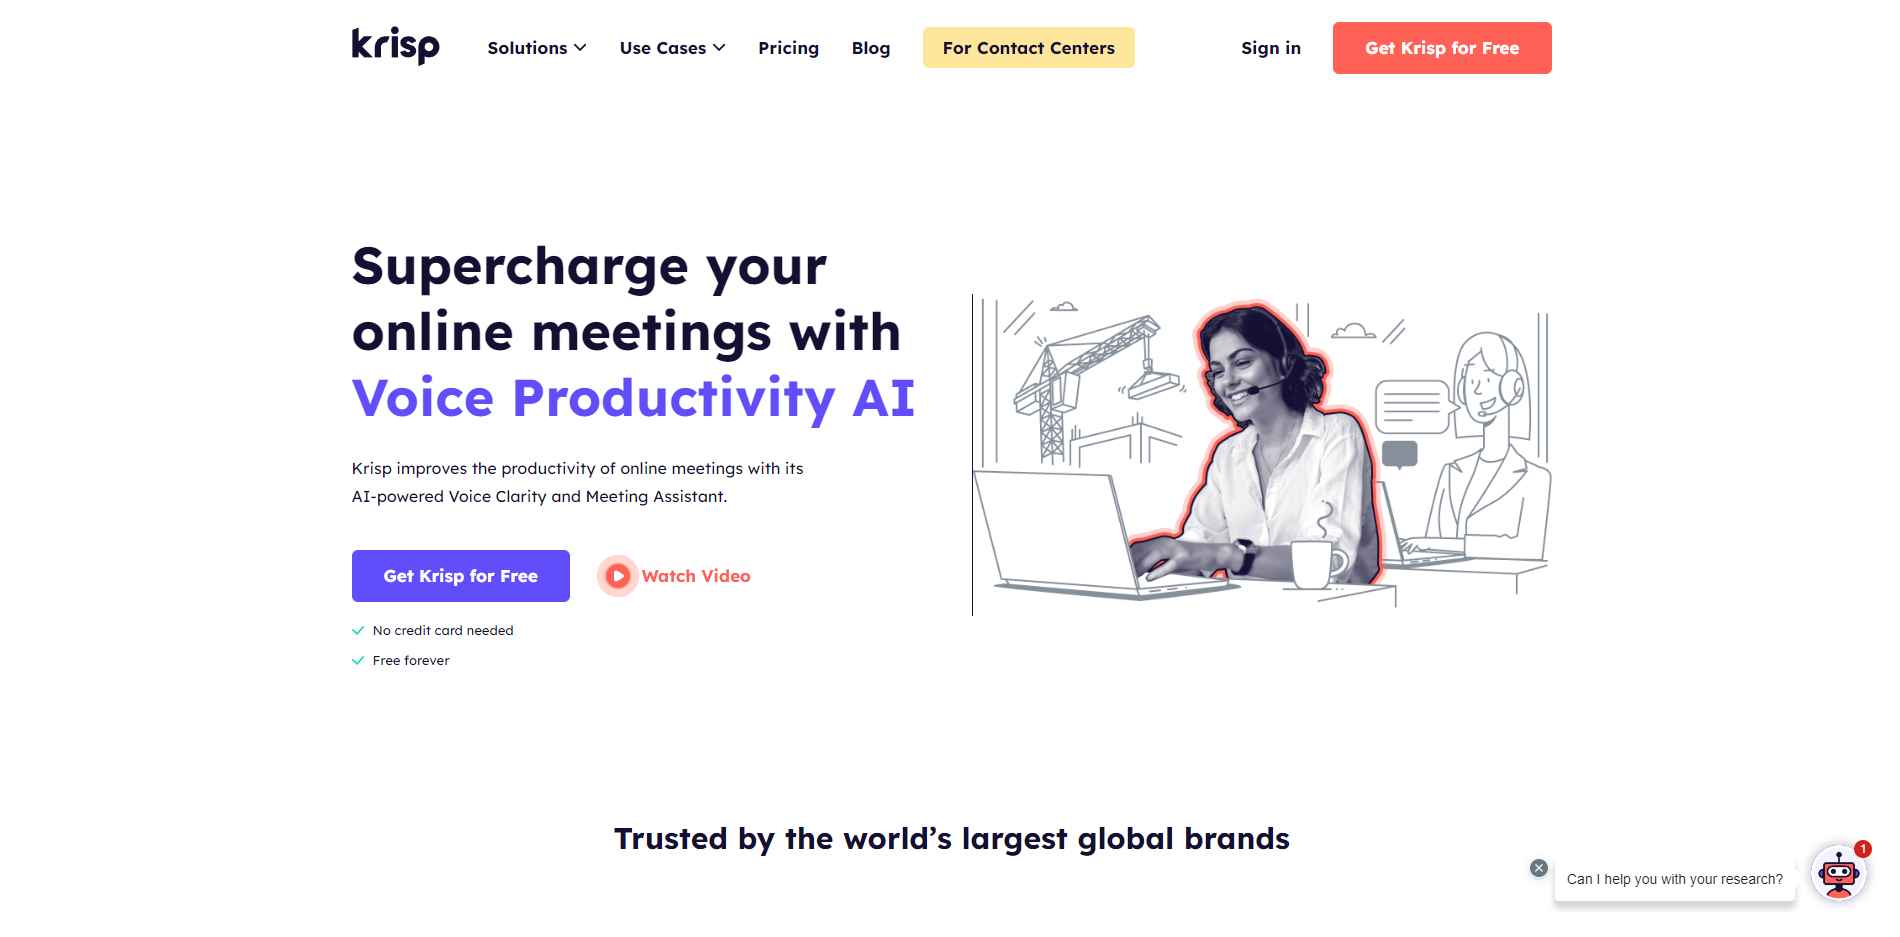 krisp
Solutions
Use Cases
Pricing
Blog
For Contact Centers
Sign in
Get Krisp for Free
Supercharge your
online meetings with
Voice Productivity AI
Krisp improves the productivity of online meetings with its
AI-powered Voice Clarity and Meeting Assistant.
Get Krisp for Free
Watch Video
No credit card needed
Free forever
Trusted by the world’s largest global brands
Can I help you with your research?
1